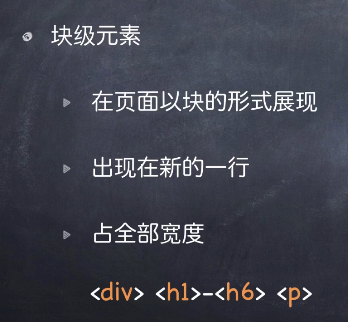 块级元素
在页面以块的形式展现
出现在新的一行
占全部宽度
<div> <h1>-<h6> <p>